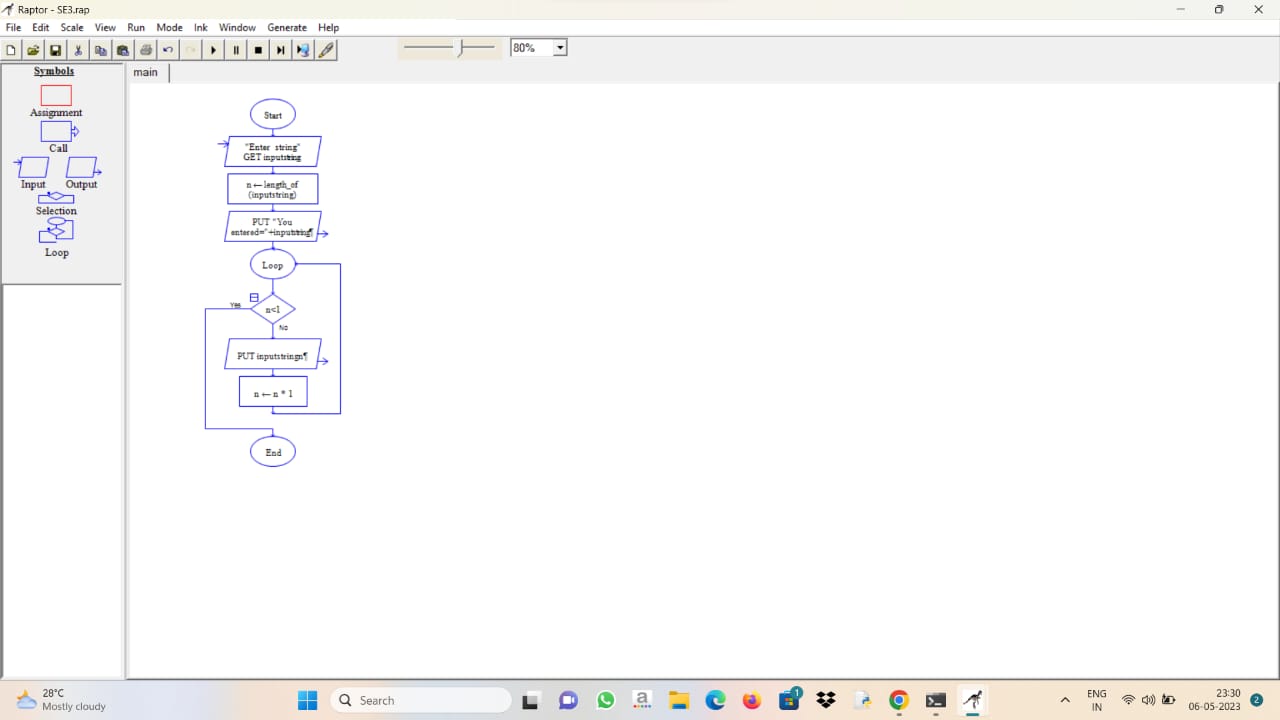 Raptor - SE3.rap
File Edit Scale View Run Mode Ink Window Generate Help
80%
Symbols
Assignment
Call
Input Output
Selection
Loop
main
Start
"Enter string"
GET inputstring
n ← length_of
(inputstring)
PUT "You
entered="+inputstring¶
Loop
Yes
n<1
No
PUT inputstringn¶
n ← n * 1
End
28°C
Mostly cloudy
Search
a
1
ENG
IN
23:30
06-05-2023
2